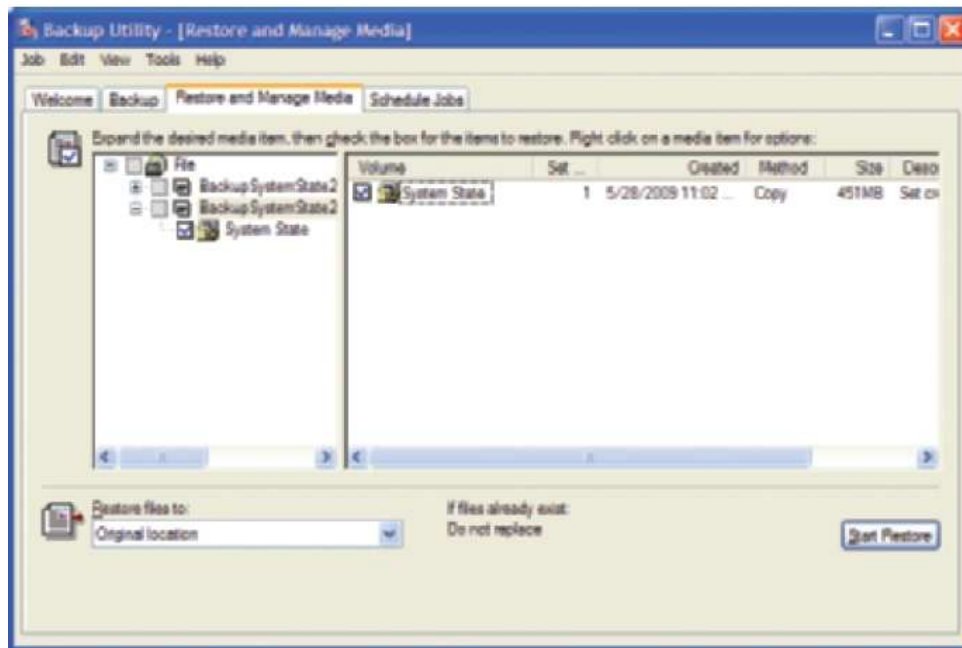 Backup Utility - [Restore and Manage Media]
Job Edit View Tools Help
Welcome Backup Restore and Manage Media Schedule Jobs
Expand the desired media item, then check the box for the items to restore. Right click on a media item for options:
File
BackupSystemState2
BackupSystemState2
System State
Volume Set ... Created Method Size Desc
System State 1 5/28/2009 11:02 ... Copy 451MB Set
Restore files to:
Original location
If files already exist:
Do not replace
Start Restore